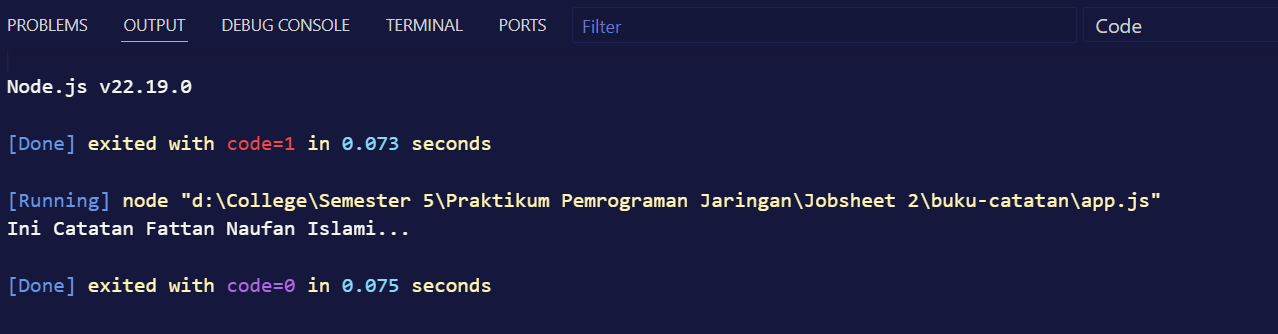 PROBLEMS OUTPUT DEBUG CONSOLE TERMINAL PORTS Filter Code
Node.js v22.19.0
[Done] exited with code=1 in 0.073 seconds
[Running] node "d:\College\Semester 5\Praktikum Pemrograman Jaringan\Jobsheet 2\buku-catatan\app.js"
Ini Catatan Fattan Naufan Islami...
[Done] exited with code=0 in 0.075 seconds